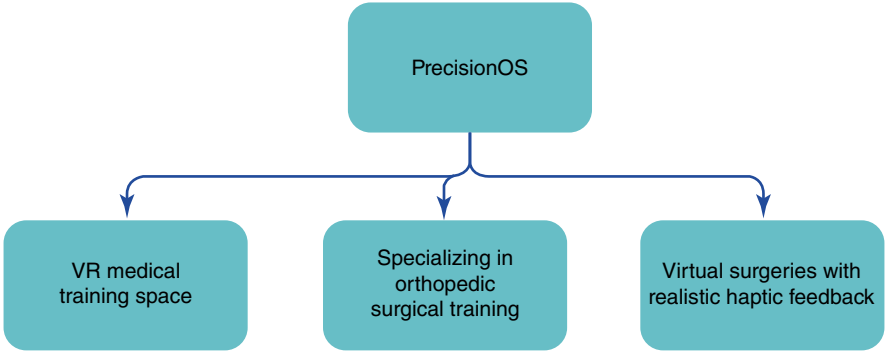 PrecisionOS
VR medical
training space
Specializing in
orthopedic
surgical training
Virtual surgeries with
realistic haptic feedback